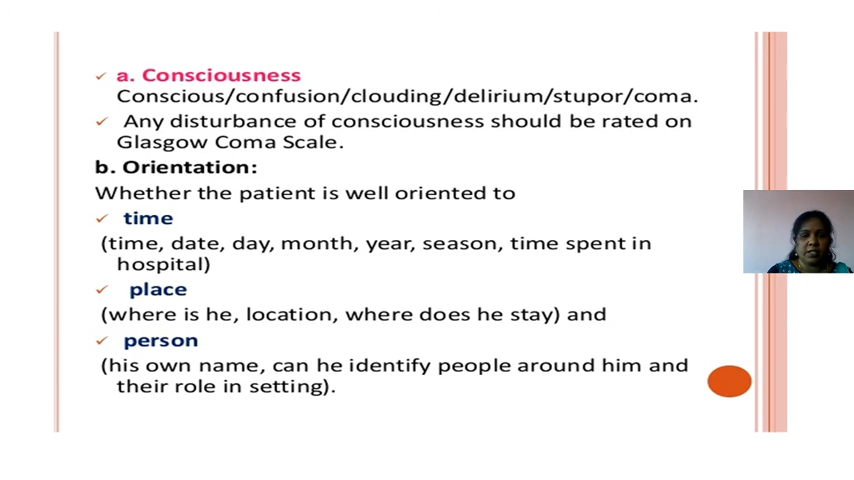 a. Consciousness
Conscious/confusion/clouding/delirium/stupor/coma.
Any disturbance of consciousness should be rated on
Glasgow Coma Scale.
b. Orientation:
Whether the patient is well oriented to
time
(time, date, day, month, year, season, time spent in
hospital)
place
(where is he, location, where does he stay) and
person
(his own name, can he identify people around him and
their role in setting).